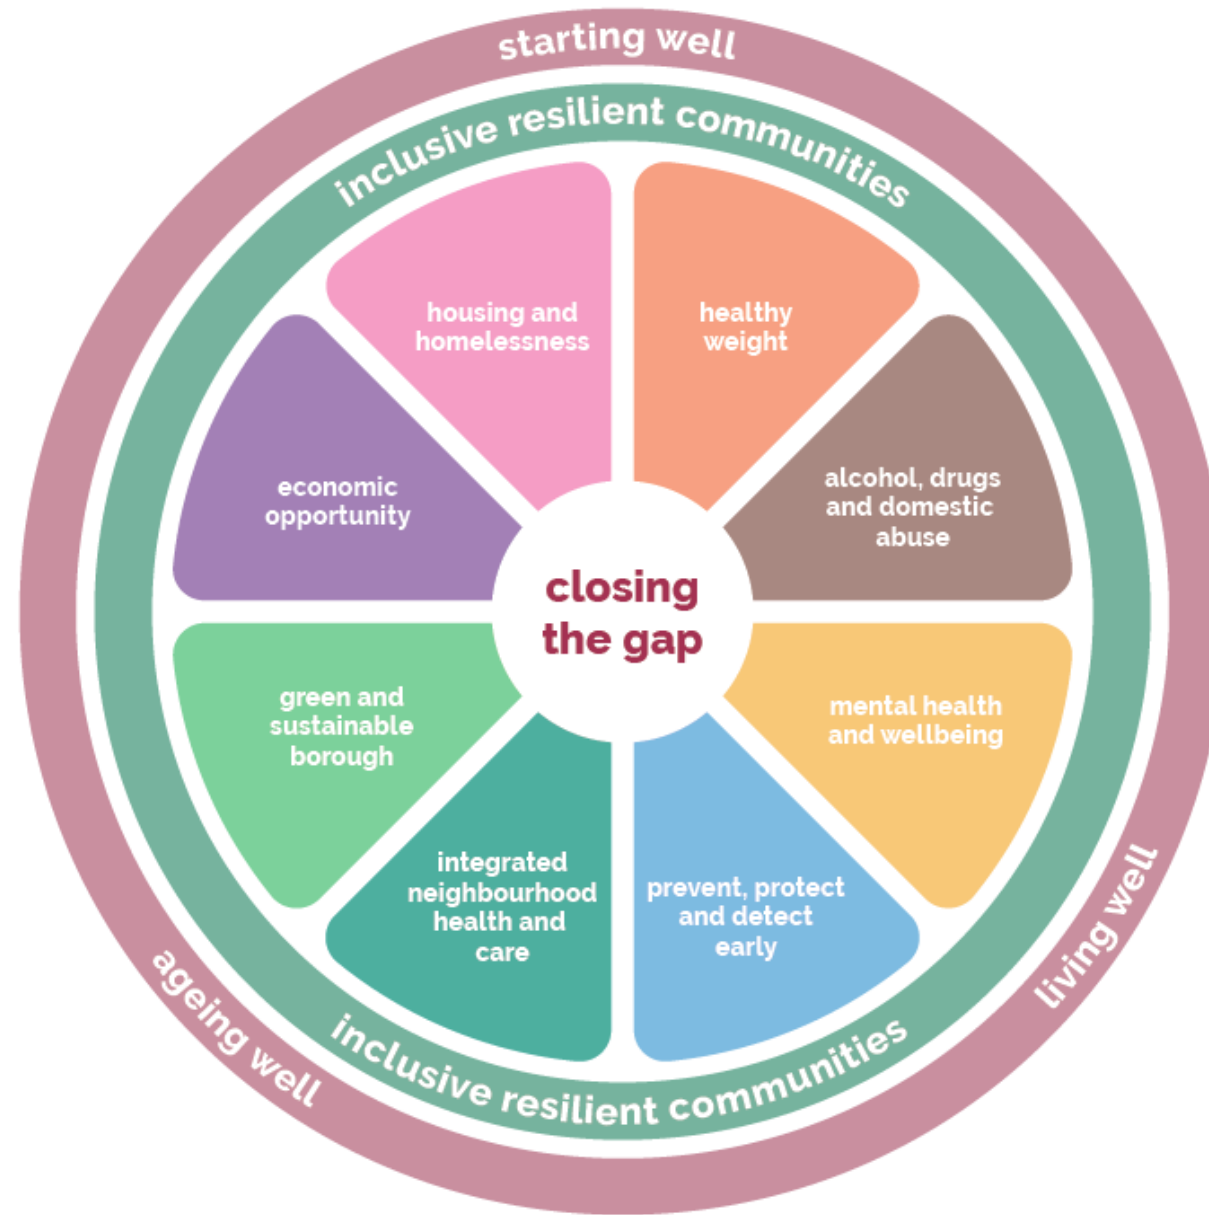 starting well
inclusive resilient communities
housing and
homelessness
healthy
weight
economic
opportunity
alcohol, drugs
and domestic
abuse
closing
the gap
green and
sustainable
borough
mental health
and wellbeing
integrated
neighbourhood
health and
care
prevent, protect
and detect
early
ageing well
living well
inclusive resilient communities